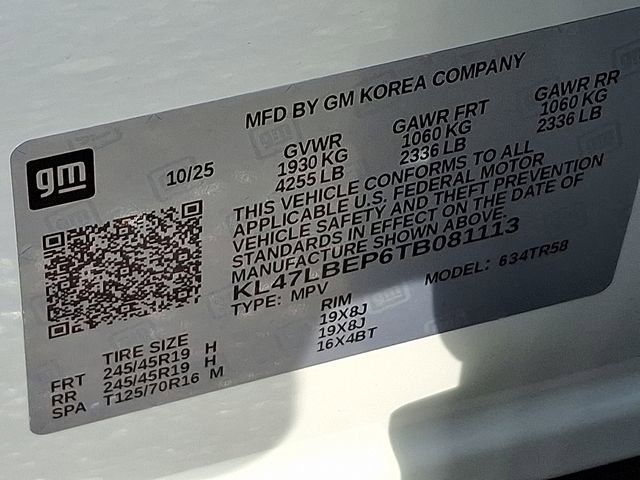 MFD BY GM KOREA COMPANY
gm
10/25
GVWR GAWR FRT GAWR RR
1930 KG 1060 KG 1060 KG
4255 LB 2336 LB 2336 LB
THIS VEHICLE CONFORMS TO ALL
APPLICABLE U.S. FEDERAL MOTOR
VEHICLE SAFETY AND THEFT PREVENTION
STANDARDS IN EFFECT ON THE DATE OF
MANUFACTURE SHOWN ABOVE.
KL47LBEP6TB081113
TYPE: MPV MODEL: 634TR58
TIRE SIZE RIM
FRT 245/45R19 H 19X8J
RR 245/45R19 H 19X8J
SPA T125/70R16 M 16X4BT